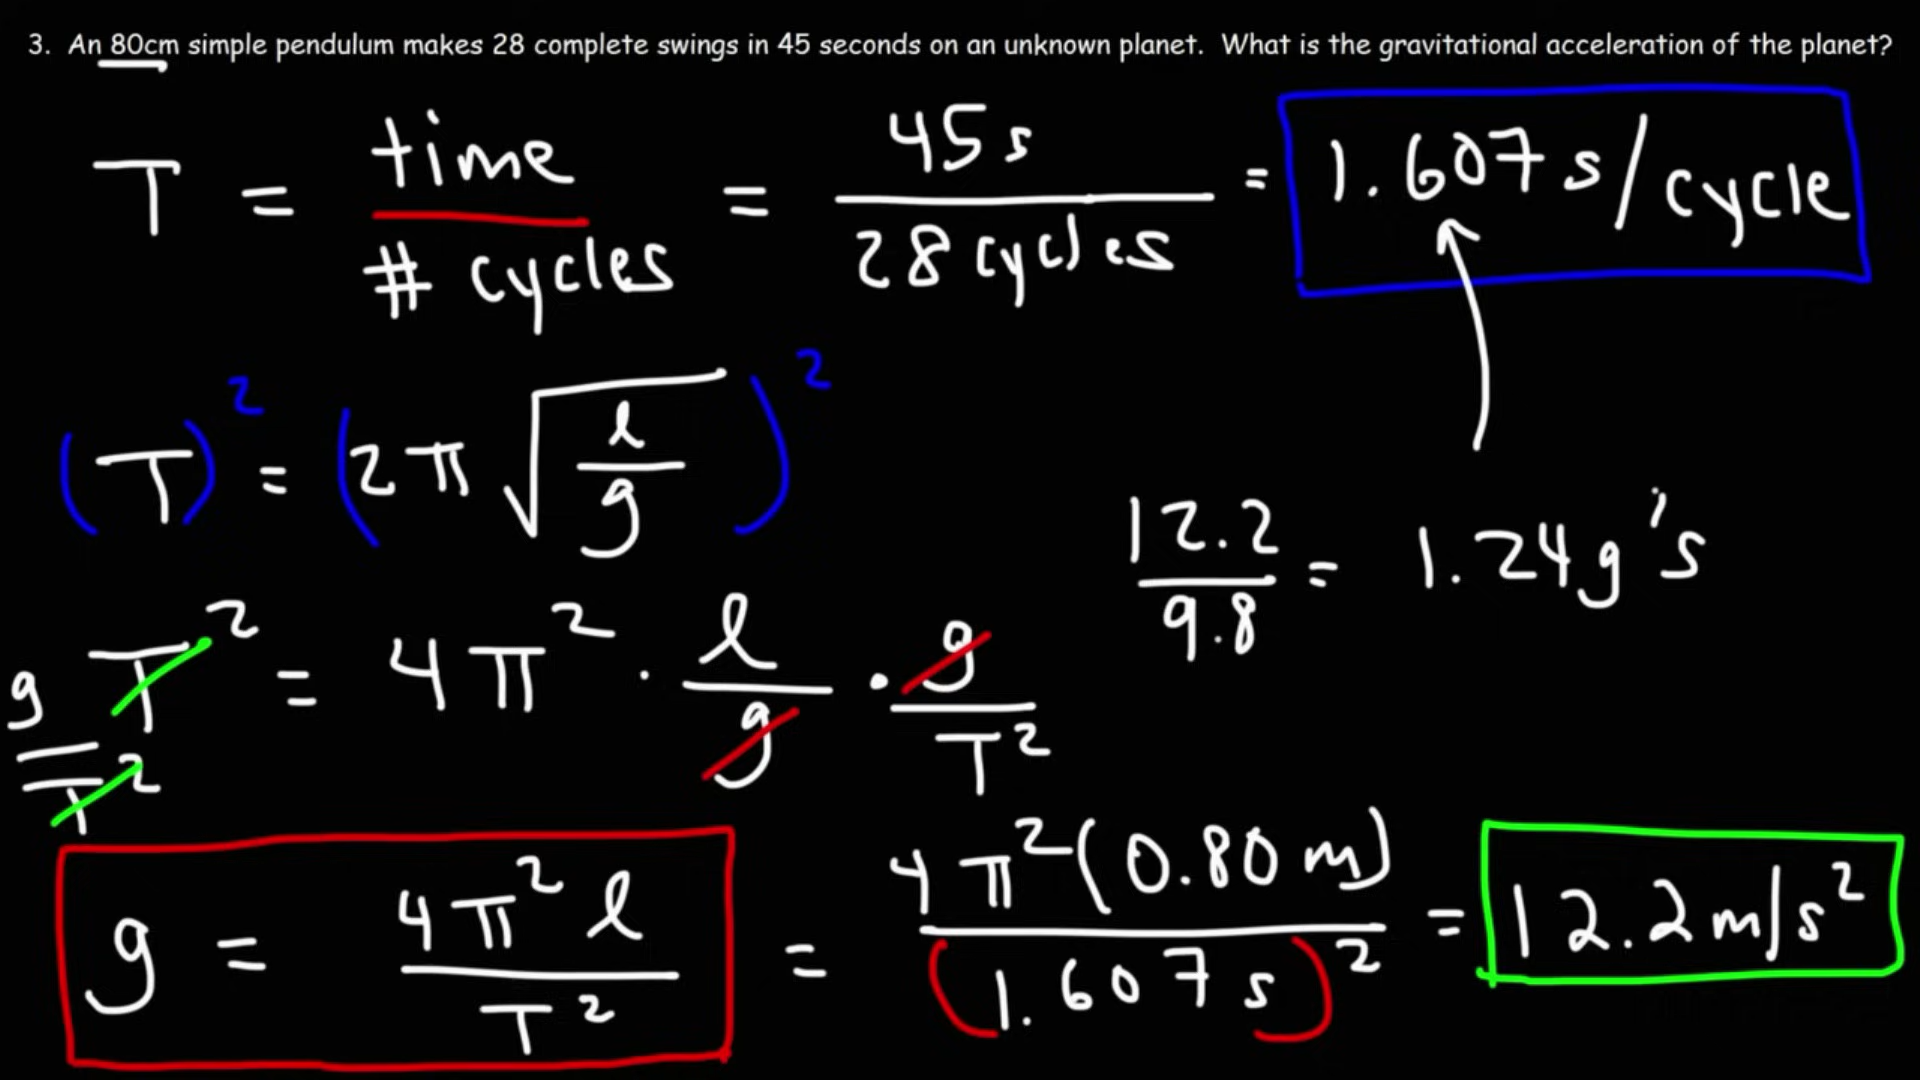 3. An 80cm simple pendulum makes 28 complete swings in 45 seconds on an unknown planet. What is the gravitational acceleration of the planet?
T = time / # cycles = 45 s / 28 cycles = 1.607 s/cycle
(T)² = (2π √(l/g))²
12.2 / 9.8 = 1.24 g's
g T² / T² = 4π² · l/g · g/T²
g = 4π² l / T² = 4π² (0.80 m) / (1.607 s)² = 12.2 m/s²